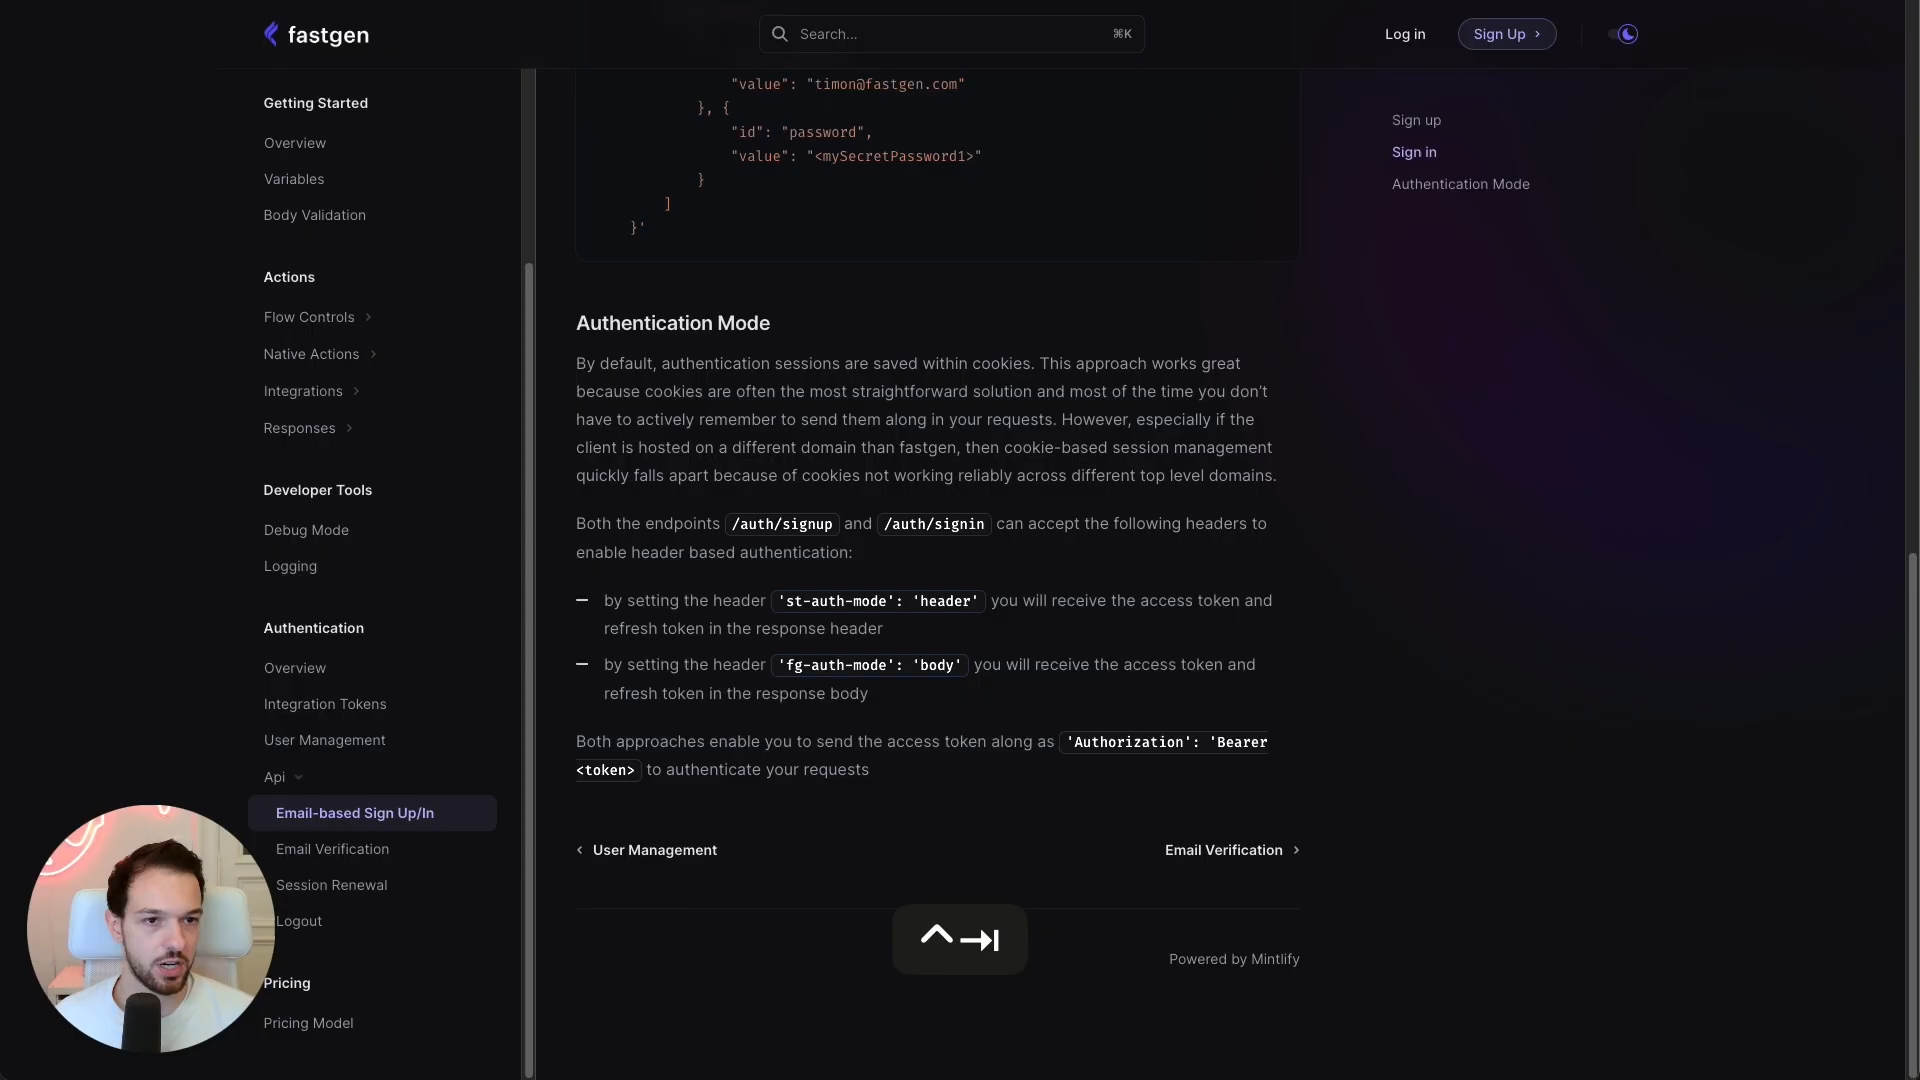 fastgen
Search...
⌘K
Log in
Sign Up
Getting Started
Overview
Variables
Body Validation
Actions
Flow Controls
Native Actions
Integrations
Responses
Developer Tools
Debug Mode
Logging
Authentication
Overview
Integration Tokens
User Management
Api
Email-based Sign Up/In
Email Verification
Session Renewal
Logout
Pricing
Pricing Model
"value": "timon@fastgen.com"
}, {
"id": "password",
"value": "<mySecretPassword1>"
}
]
}'
Authentication Mode
By default, authentication sessions are saved within cookies. This approach works great
because cookies are often the most straightforward solution and most of the time you don't
have to actively remember to send them along in your requests. However, especially if the
client is hosted on a different domain than fastgen, then cookie-based session management
quickly falls apart because of cookies not working reliably across different top level domains.
Both the endpoints /auth/signup and /auth/signin can accept the following headers to
enable header based authentication:
by setting the header 'st-auth-mode': 'header' you will receive the access token and
refresh token in the response header
by setting the header 'fg-auth-mode': 'body' you will receive the access token and
refresh token in the response body
Both approaches enable you to send the access token along as 'Authorization': 'Bearer
<token> to authenticate your requests
User Management
Email Verification
Powered by Mintlify
Sign up
Sign in
Authentication Mode